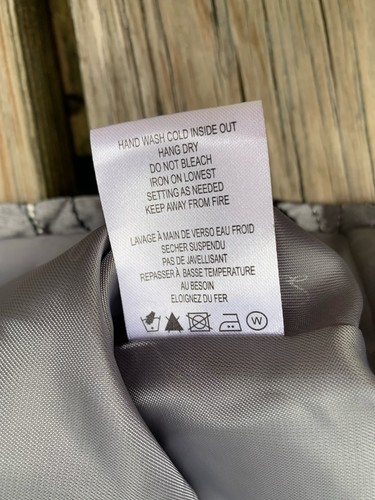 HAND WASH COLD INSIDE OUT
HANG DRY
DO NOT BLEACH
IRON ON LOWEST
SETTING AS NEEDED
KEEP AWAY FROM FIRE
LAVAGE À MAIN DE VERSO EAU FROID
SECHER SUSPENDU
PAS DE JAVELLISANT
REPASSER À BASSE TEMPERATURE
AU BESOIN
ELOIGNEZ DU FER
W